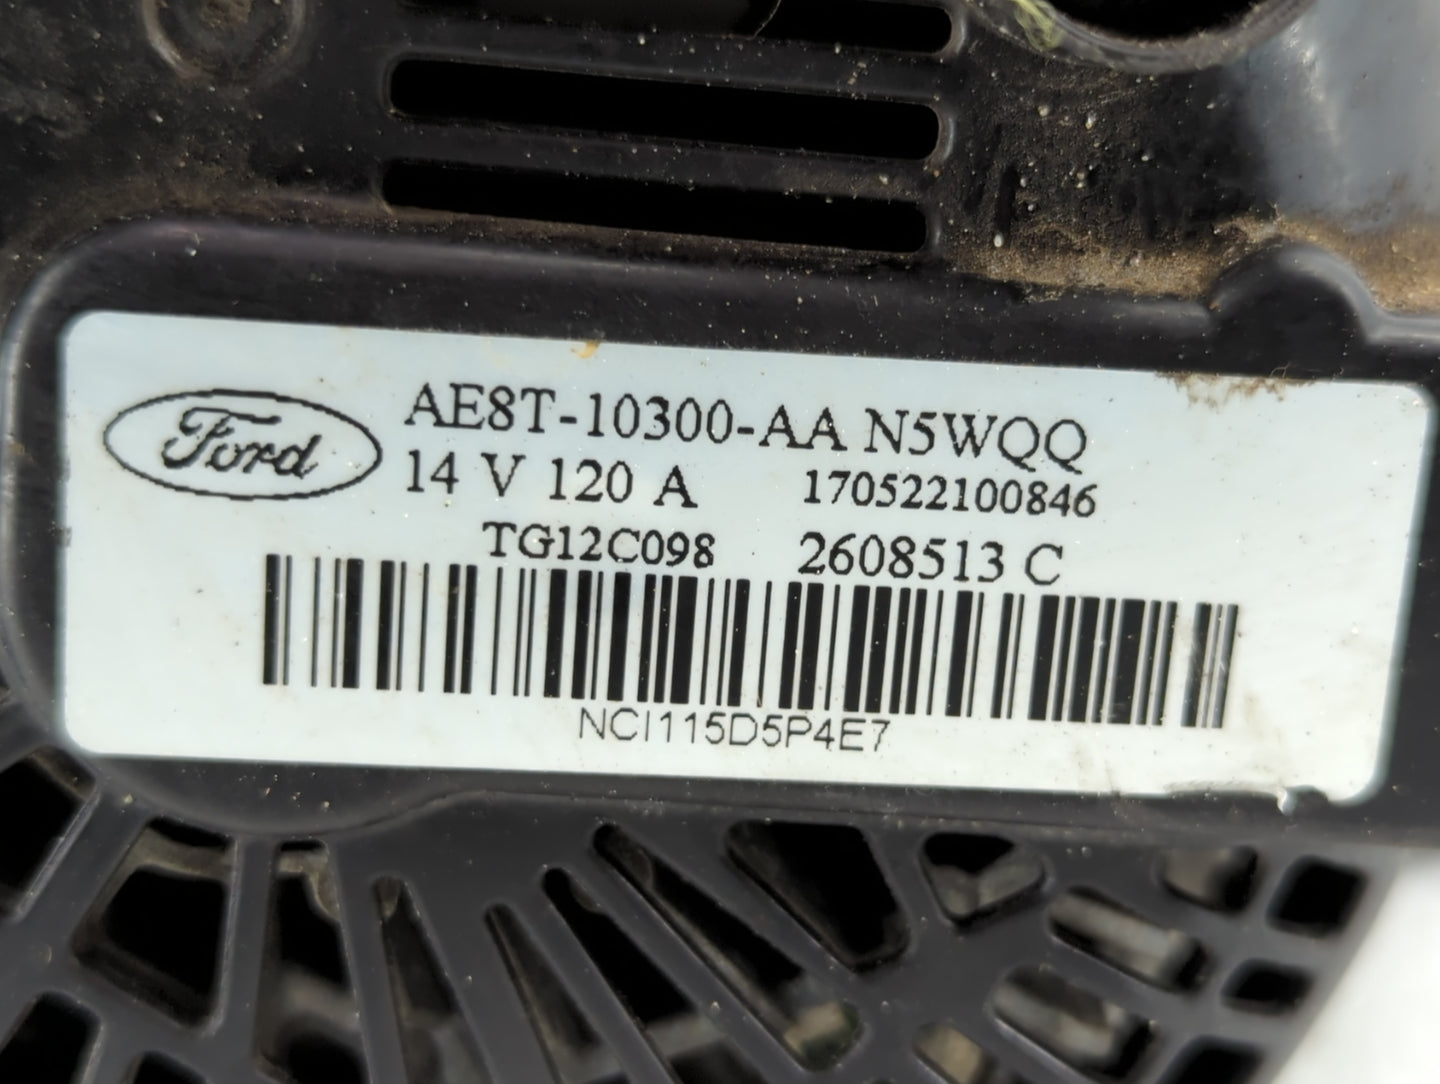 Ford
AE8T-10300-AA N5WQQ
14 V 120 A 170522100846
TG12C098 2608513 C
NCI115D5P4E7